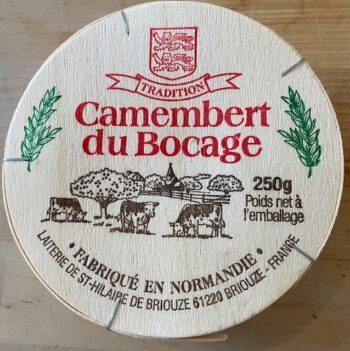 TRADITION
Camembert
du Bocage
250g
Poids net à
l'emballage
• FABRIQUÉ EN NORMANDIE •
LAITERIE DE ST-HILAIRE DE BRIOUZE 61220 BRIOUZE - FRANCE